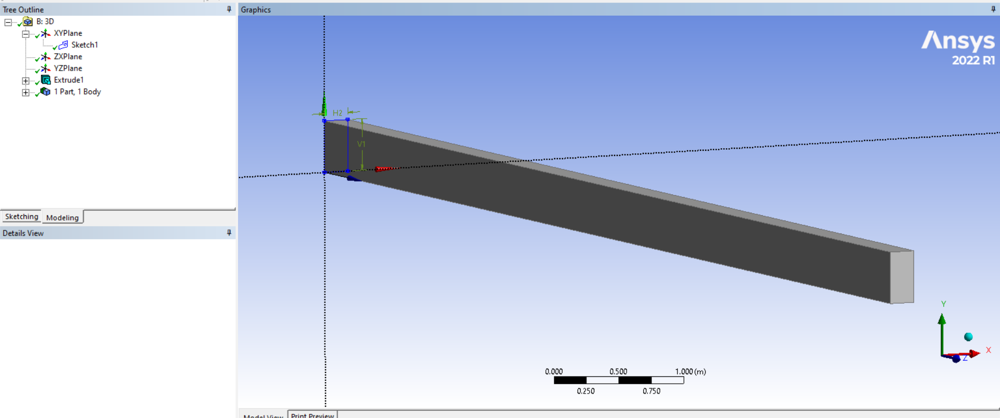 Tree Outline
B: 3D
XYPlane
Sketch1
ZXPlane
YZPlane
Extrude1
1 Part, 1 Body
Sketching Modeling
Details View
Graphics
Ansys
2022 R1
H2
V1
Y
X
Z
0.000 0.500 1.000 (m)
0.250 0.750
Model View Print Preview